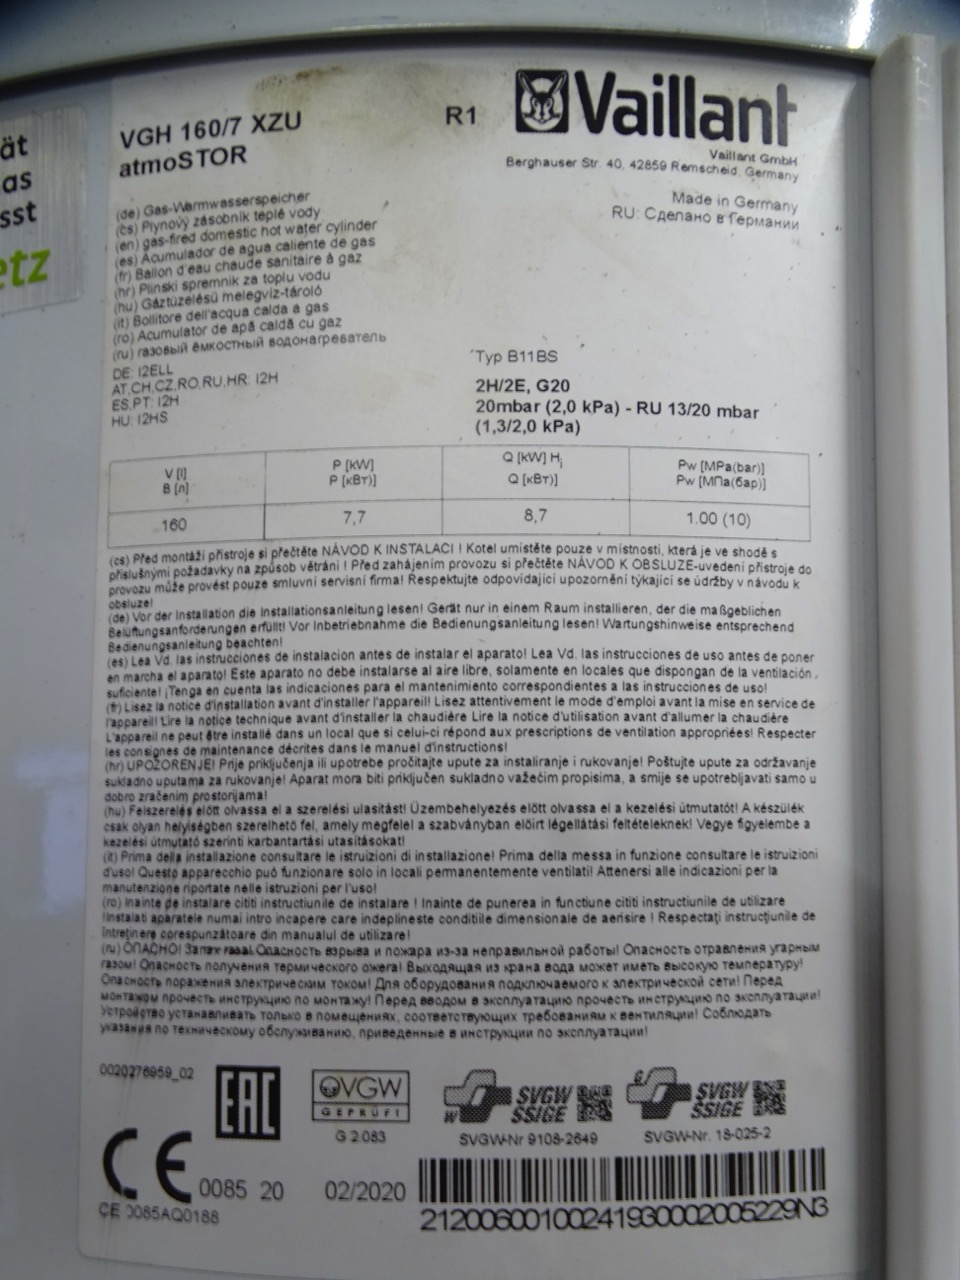 ät
as
sst
etz
VGH 160/7 XZU
atmoSTOR
R1
Vaillant
Vaillant GmbH
Berghauser Str. 40, 42859 Remscheid, Germany
Made in Germany
RU: Сделано в Германии
(de) Gas-Warmwasserspeicher
(cs) Plynový zásobník teplé vody
(en) gas-fired domestic hot water cylinder
(es) Acumulador de agua caliente de gas
(fr) Ballon d'eau chaude sanitaire à gaz
(hr) Plinski spremnik za toplu vodu
(hu) Gáztüzelésű melegvíz-tároló
(it) Bollitore dell'acqua calda a gas
(ro) Acumulator de apă caldă cu gaz
(ru) газовый ёмкостный водонагреватель
DE: I2ELL
AT,CH,CZ,RO,RU,HR: I2H
ES,PT: I2H
HU: I2HS
Typ B11BS
2H/2E, G20
20mbar (2,0 kPa) - RU 13/20 mbar
(1,3/2,0 kPa)
V [l] P [kW] Q [kW] Hi Pw [MPa(bar)]
В [л] P [кВт)] Q [кВт)] Pw [МПа(бар)]
160 7,7 8,7 1.00 (10)
(cs) Před montáží přístroje si přečtěte NÁVOD K INSTALACI ! Kotel umístěte pouze v místnosti, která je ve shodě s
příslušnými požadavky na způsob větrání ! Před zahájením provozu si přečtěte NÁVOD K OBSLUZE-uvedení přístroje do
provozu může provést pouze smluvní servisní firma! Respektujte odpovídající upozornění týkající se údržby v návodu k
obsluze!
(de) Vor der Installation die Installationsanleitung lesen! Gerät nur in einem Raum installieren, der die maßgeblichen
Belüftungsanforderungen erfüllt! Vor Inbetriebnahme die Bedienungsanleitung lesen! Wartungshinweise entsprechend
Bedienungsanleitung beachten!
(es) Lea Vd. las instrucciones de instalacion antes de instalar el aparato! Lea Vd. las instrucciones de uso antes de poner
en marcha el aparato! Este aparato no debe instalarse al aire libre, solamente en locales que dispongan de la ventilación
suficiente! ¡Tenga en cuenta las indicaciones para el mantenimiento correspondientes a las instrucciones de uso!
(fr) Lisez la notice d'installation avant d'installer l'appareil! Lisez attentivement le mode d'emploi avant la mise en service de
l'appareil! Lire la notice technique avant d'installer la chaudière Lire la notice d'utilisation avant d'allumer la chaudière
L'appareil ne peut être installé dans un local que si celui-ci répond aux prescriptions de ventilation appropriées! Respecter
les consignes de maintenance décrites dans le manuel d'instructions!
(hr) UPOZORENJE! Prije priključenja ili upotrebe pročitajte upute za instaliranje i rukovanje! Poštujte upute za održavanje
sukladno uputama za rukovanje! Aparat mora biti priključen sukladno važećim propisima, a smije se upotrebljavati samo u
dobro zračenim prostorijama!
(hu) Felszerelés előtt olvassa el a szerelési ulasítást! Üzembehelyezés előtt olvassa el a kezelési útmutatót! A készülék
csak olyan helyiségben szerelhető fel, amely megfelel a szabványban előírt légellátási feltételeknek! Vegye figyelembe a
kezelési útmutató szerinti karbantartási utasításokat!
(it) Prima della installazione consultare le istruizioni di installazione! Prima della messa in funzione consultare le istuizioni
d'uso! Questo apparecchio può funzionare solo in locali permanentemente ventilati! Attenersi alle indicazioni per la
manutenzione riportate nelle istruzioni per l'uso!
(ro) Inainte de instalare cititi instructiunile de instalare ! Inainte de punerea in functiune cititi instructiunile de utilizare
!Instalati aparatele numai intro incapere care indeplineste conditiile dimensionale de aerisire ! Respectaţi instrucţiunile de
întreţinere corespunzătoare din manualul de utilizare!
(ru) ОПАСНО! Запах газа! Опасность взрыва и пожара из-за неправильной работы! Опасность отравления угарным
газом! Опасность получения термического ожега! Выходящая из крана вода может иметь высокую температуру!
Опасность поражения электрическим током! Для оборудования подключаемого к электрической сети! Перед
монтажом прочесть инструкцию по монтажу! Перед вводом в эксплуатацию прочесть инструкцию по эксплуатации!
Устройство устанавливать только в помещениях, соответствующих требованиям к вентиляции! Соблюдать
указания по техническому обслуживанию, приведенные в инструкции по эксплуатации!
0020276959_02
EAC
ÖVGW
GEPRÜFT
G 2.083
W
SVGW
SSIGE
SVGW-Nr 9108-2649
G
SVGW
SSIGE
SVGW-Nr. 18-025-2
CE 0085 20
02/2020
CE 0085AQ0188
21200600100241930002005229N3